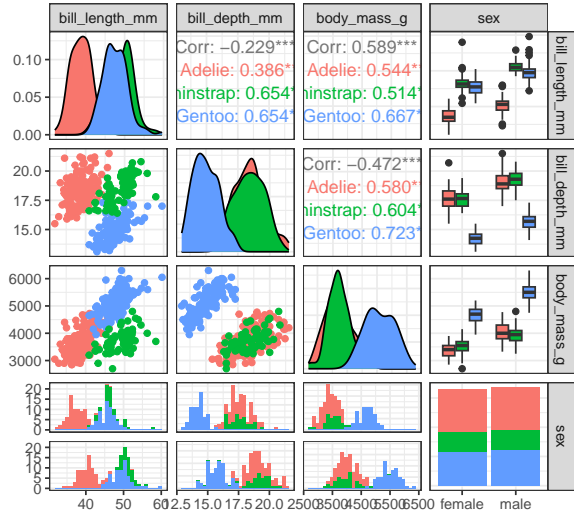 bill_length_mm bill_depth_mm body_mass_g sex
0.10
0.05
0.00
Corr: −0.229***
Adelie: 0.386*
ninstrap: 0.654*
Gentoo: 0.654*
Corr: 0.589***
Adelie: 0.544**
ninstrap: 0.514*
Gentoo: 0.667*
bill_length_mm
20.0
17.5
15.0
Corr: −0.472***
Adelie: 0.580**
ninstrap: 0.604*
Gentoo: 0.723*
bill_depth_mm
6000
5000
4000
3000
body_mass_g
20
15
10
5
0
20
15
10
5
0
sex
40 50 60
12.5 15.0 17.5 20.0
2500 3500 4500 5500 6500
female male